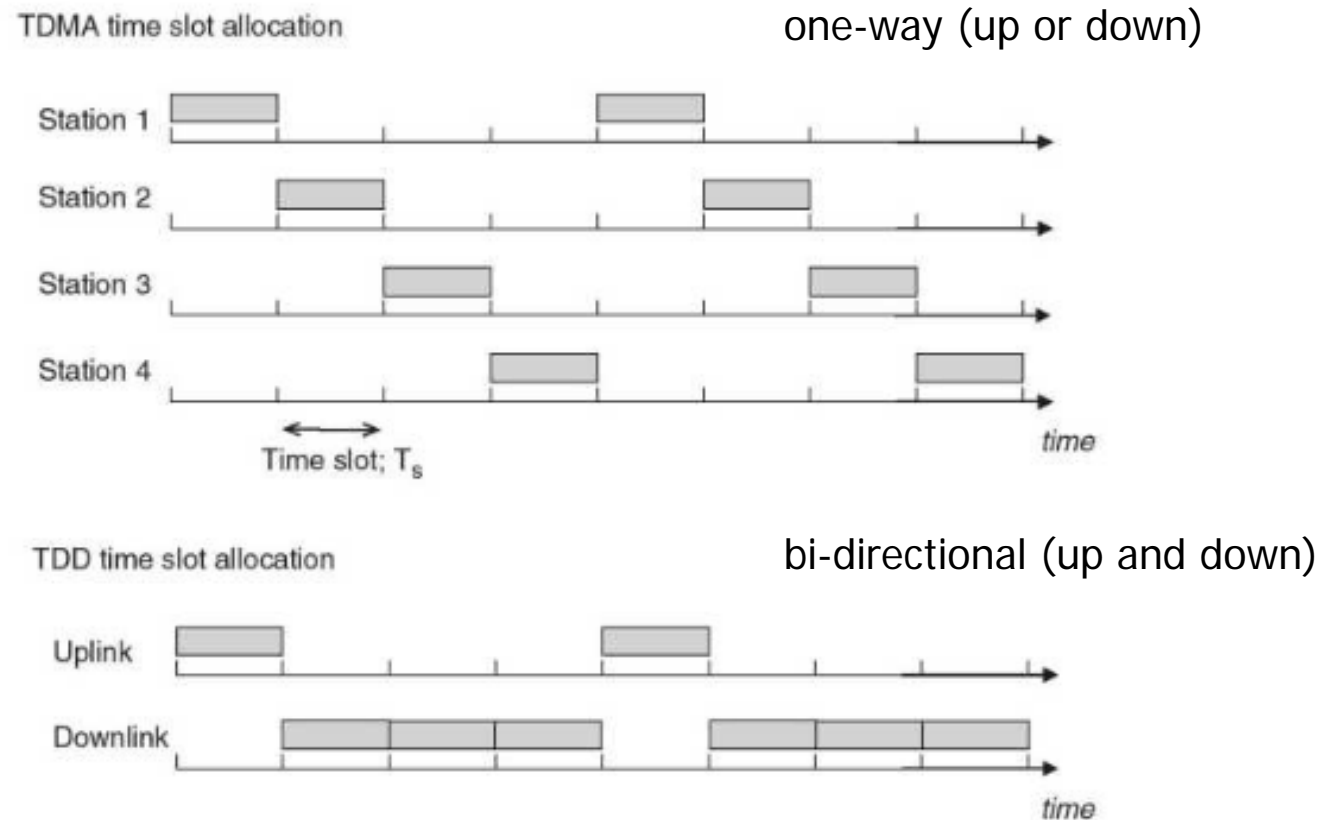 TDMA time slot allocation
one-way (up or down)
Station 1
Station 2
Station 3
Station 4
time
Time slot; Ts
TDD time slot allocation
bi-directional (up and down)
Uplink
Downlink
time